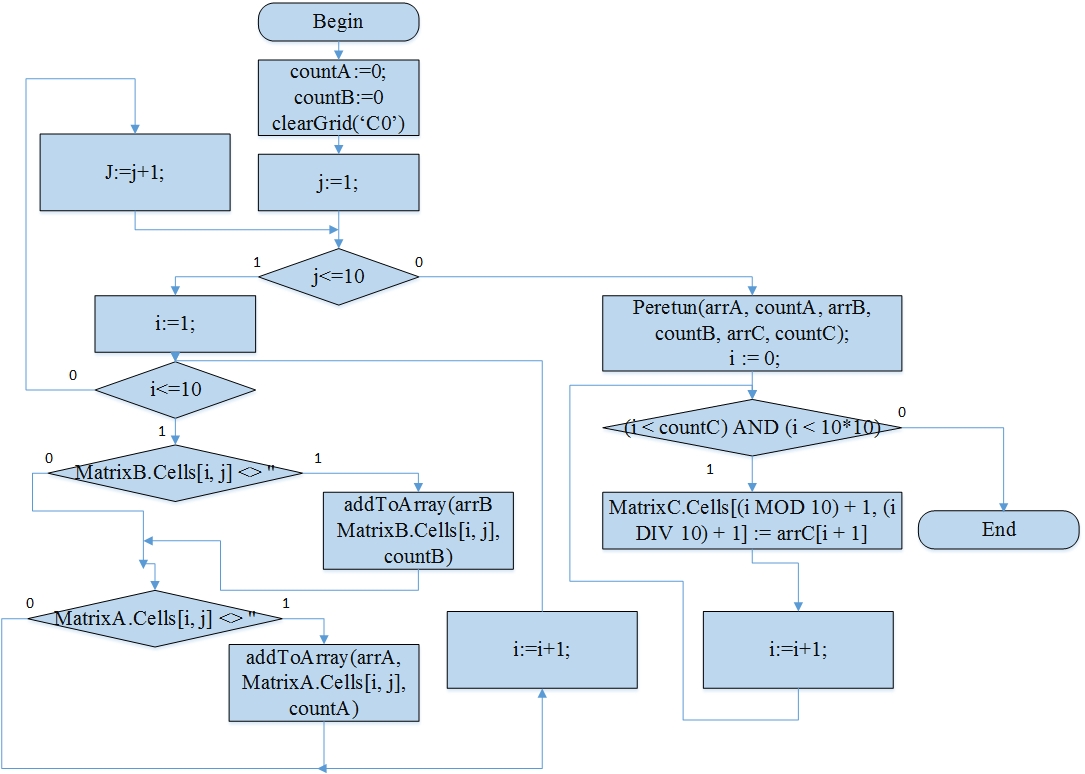 Begin
countA:=0;
countB:=0
clearGrid(‘C0’)
J:=j+1;
j:=1;
1
j<=10
0
i:=1;
Peretun(arrA, countA, arrB,
countB, arrC, countC);
i := 0;
0
i<=10
1
(i < countC) AND (i < 10*10)
0
1
0
MatrixB.Cells[i, j] <> "
1
addToArray(arrB
MatrixB.Cells[i, j],
countB)
MatrixC.Cells[(i MOD 10) + 1, (i
DIV 10) + 1] := arrC[i + 1]
End
0
MatrixA.Cells[i, j] <> "
1
addToArray(arrA,
MatrixA.Cells[i, j],
countA)
i:=i+1;
i:=i+1;